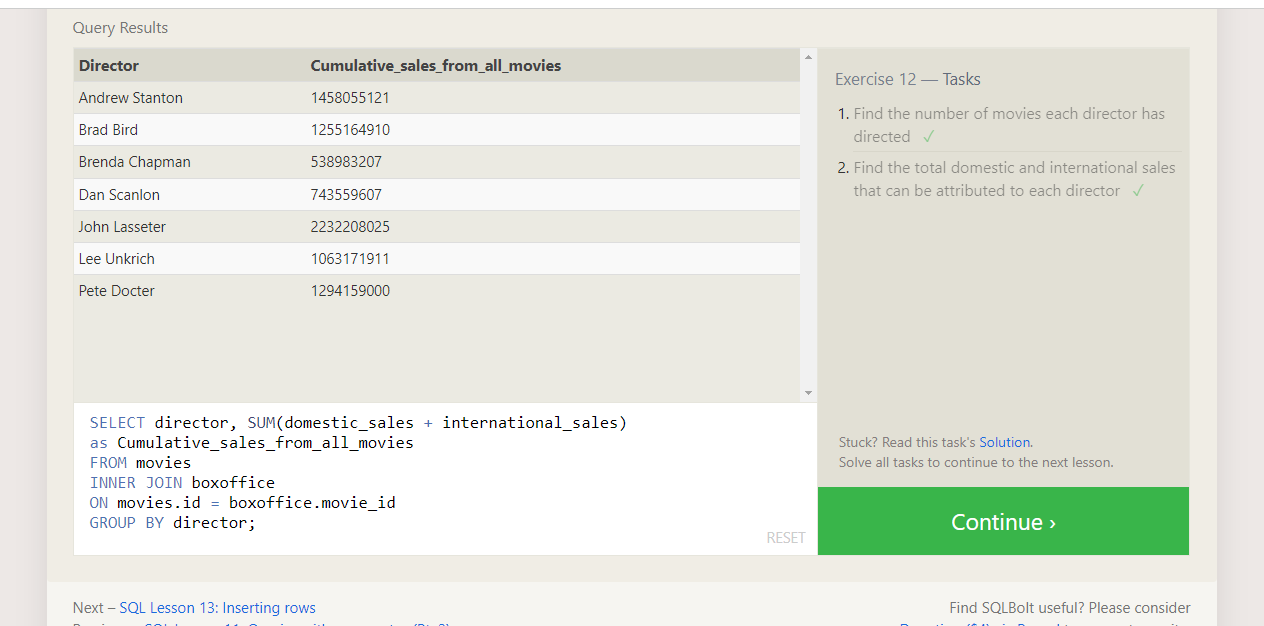 Query Results
Director Cumulative_sales_from_all_movies
Andrew Stanton 1458055121
Brad Bird 1255164910
Brenda Chapman 538983207
Dan Scanlon 743559607
John Lasseter 2232208025
Lee Unkrich 1063171911
Pete Docter 1294159000
SELECT director, SUM(domestic_sales + international_sales)
as Cumulative_sales_from_all_movies
FROM movies
INNER JOIN boxoffice
ON movies.id = boxoffice.movie_id
GROUP BY director;
RESET
Exercise 12 — Tasks
1. Find the number of movies each director has
directed ✓
2. Find the total domestic and international sales
that can be attributed to each director ✓
Stuck? Read this task's Solution.
Solve all tasks to continue to the next lesson.
Continue ›
Next – SQL Lesson 13: Inserting rows
Find SQLBolt useful? Please consider